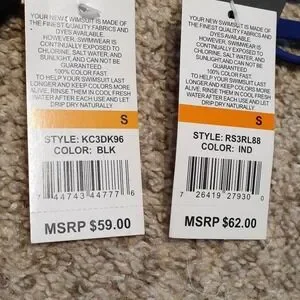 YOUR NEW SWIMSUIT IS MADE OF
THE FINEST QUALITY FABRICS AND
DYES AVAILABLE.
HOWEVER, SWIMWEAR IS
CONTINUALLY EXPOSED TO
CHLORINE, SALT WATER, AND
SUNLIGHT, AND CAN NOT BE
GUARANTEED
100% COLOR FAST.
TO HELP YOUR SWIMSUIT LAST
LONGER AND KEEP COLORS MORE
ALIVE, RINSE THEM IN COOL FRESH
WATER AFTER EACH USE AND LET
DRIP DRY NATURALLY
S
STYLE: KC3DK96
COLOR: BLK
7 44743 44777 6
MSRP $59.00
YOUR NEW SWIMSUIT IS MADE OF
THE FINEST QUALITY FABRICS AND
DYES AVAILABLE.
HOWEVER, SWIMWEAR IS
CONTINUALLY EXPOSED TO
CHLORINE, SALT WATER, AND
SUNLIGHT, AND CAN NOT BE
GUARANTEED
100% COLOR FAST.
TO HELP YOUR SWIMSUIT LAST
LONGER AND KEEP COLORS MORE
ALIVE, RINSE THEM IN COOL FRESH
WATER AFTER EACH USE AND LET
DRIP DRY NATURALLY
S
STYLE: RS3RL88
COLOR: IND
7 26419 27930 0
MSRP $62.00